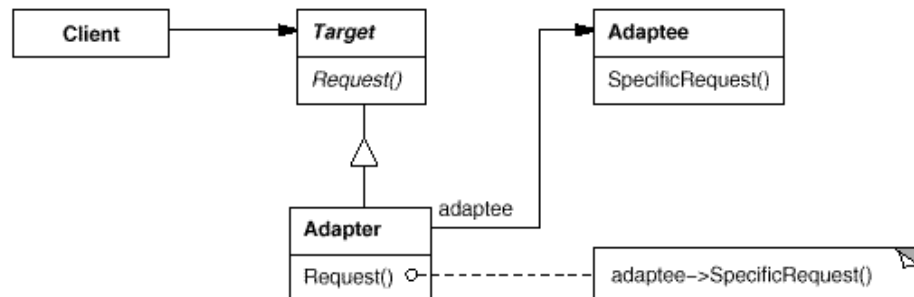 Client
Target
Request()
Adaptee
SpecificRequest()
adaptee
Adapter
Request()
adaptee->SpecificRequest()